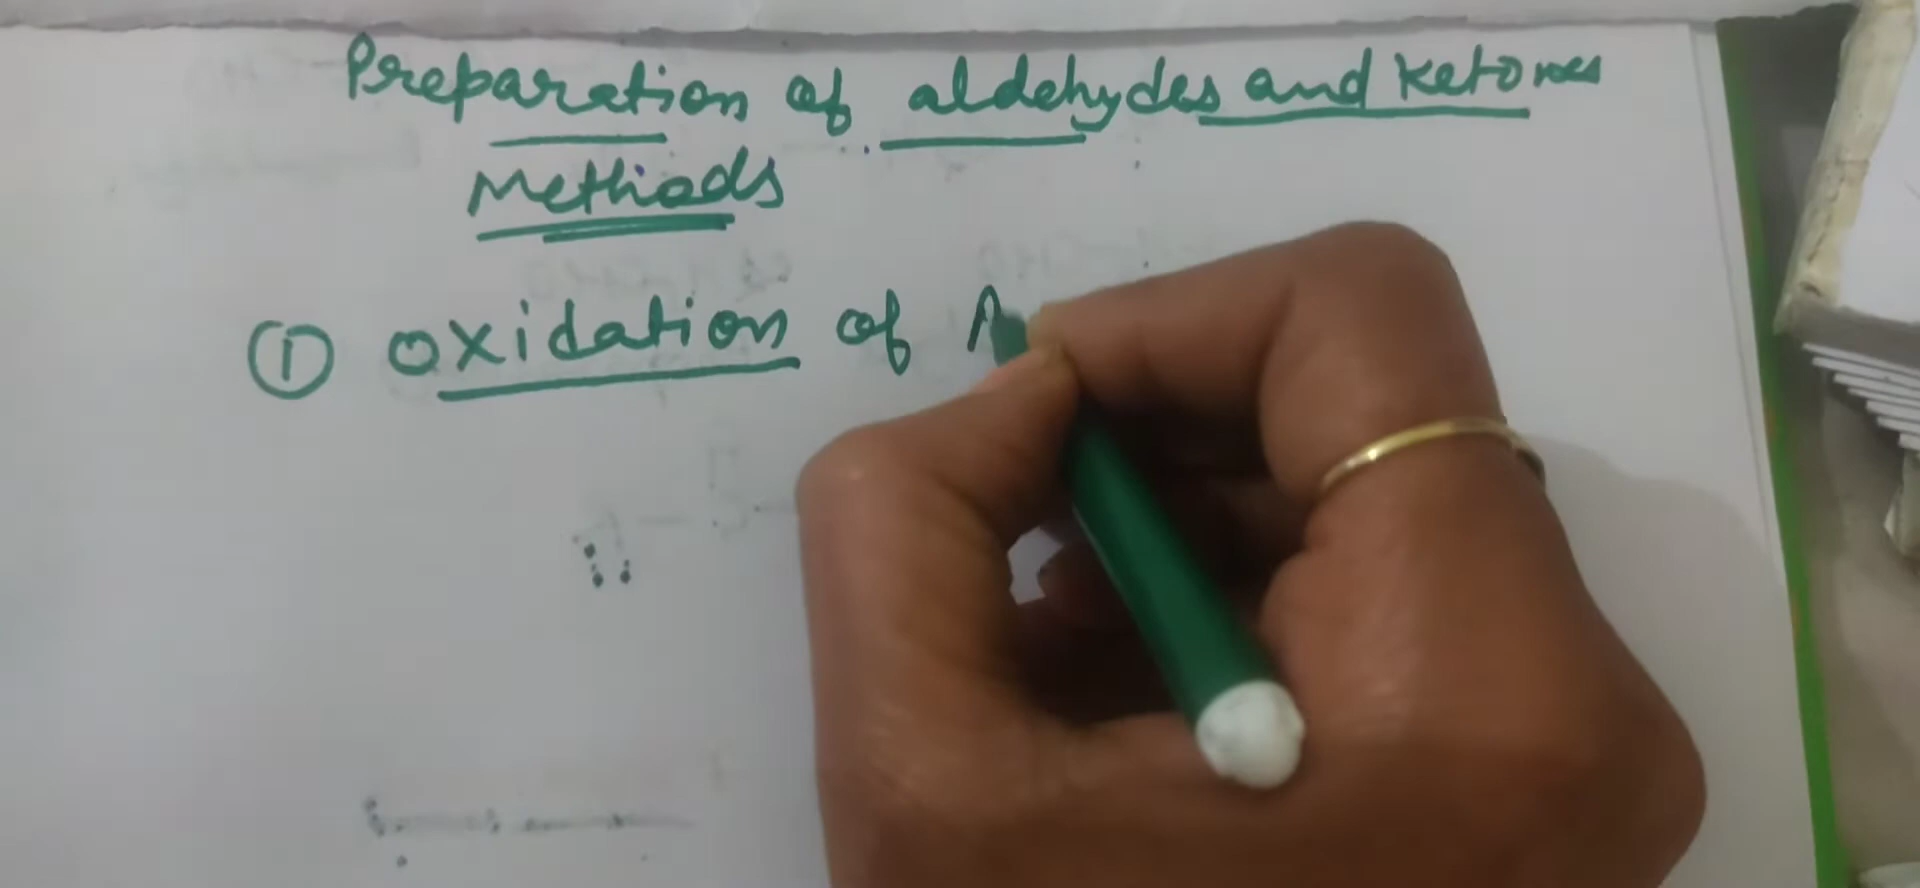 Preparation of aldehydes and ketones
Methods
① oxidation of A